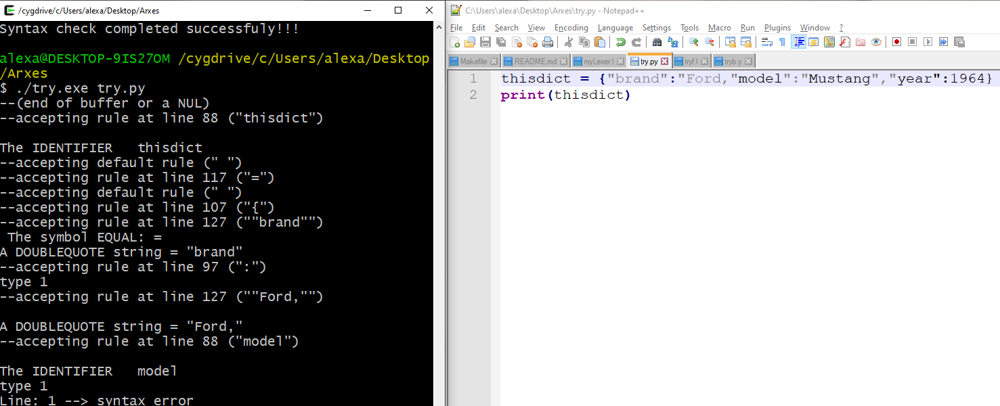 /cygdrive/c/Users/alexa/Desktop/Arxes
Syntax check completed successfuly!!!
alexa@DESKTOP-9IS27OM /cygdrive/c/Users/alexa/Desktop
/Arxes
$ ./try.exe try.py
--(end of buffer or a NUL)
--accepting rule at line 88 ("thisdict")
The IDENTIFIER   thisdict
--accepting default rule (" ")
--accepting rule at line 117 ("=")
--accepting default rule (" ")
--accepting rule at line 107 ("{")
--accepting rule at line 127 (""brand"")
The symbol EQUAL: =
A DOUBLEQUOTE string = "brand"
--accepting rule at line 97 (":")
type 1
--accepting rule at line 127 (""Ford,"")
A DOUBLEQUOTE string = "Ford,"
--accepting rule at line 88 ("model")
The IDENTIFIER   model
type 1
Line: 1 --> syntax error
C:\Users\alexa\Desktop\Arxes\try.py - Notepad++
File Edit Search View Encoding Language Settings Tools Macro Run Plugins Window ?
Makefile README.md myLexer.l try.py tryf.l tryb.y
1 thisdict = {"brand":"Ford,"model":"Mustang","year":1964}
2 print(thisdict)